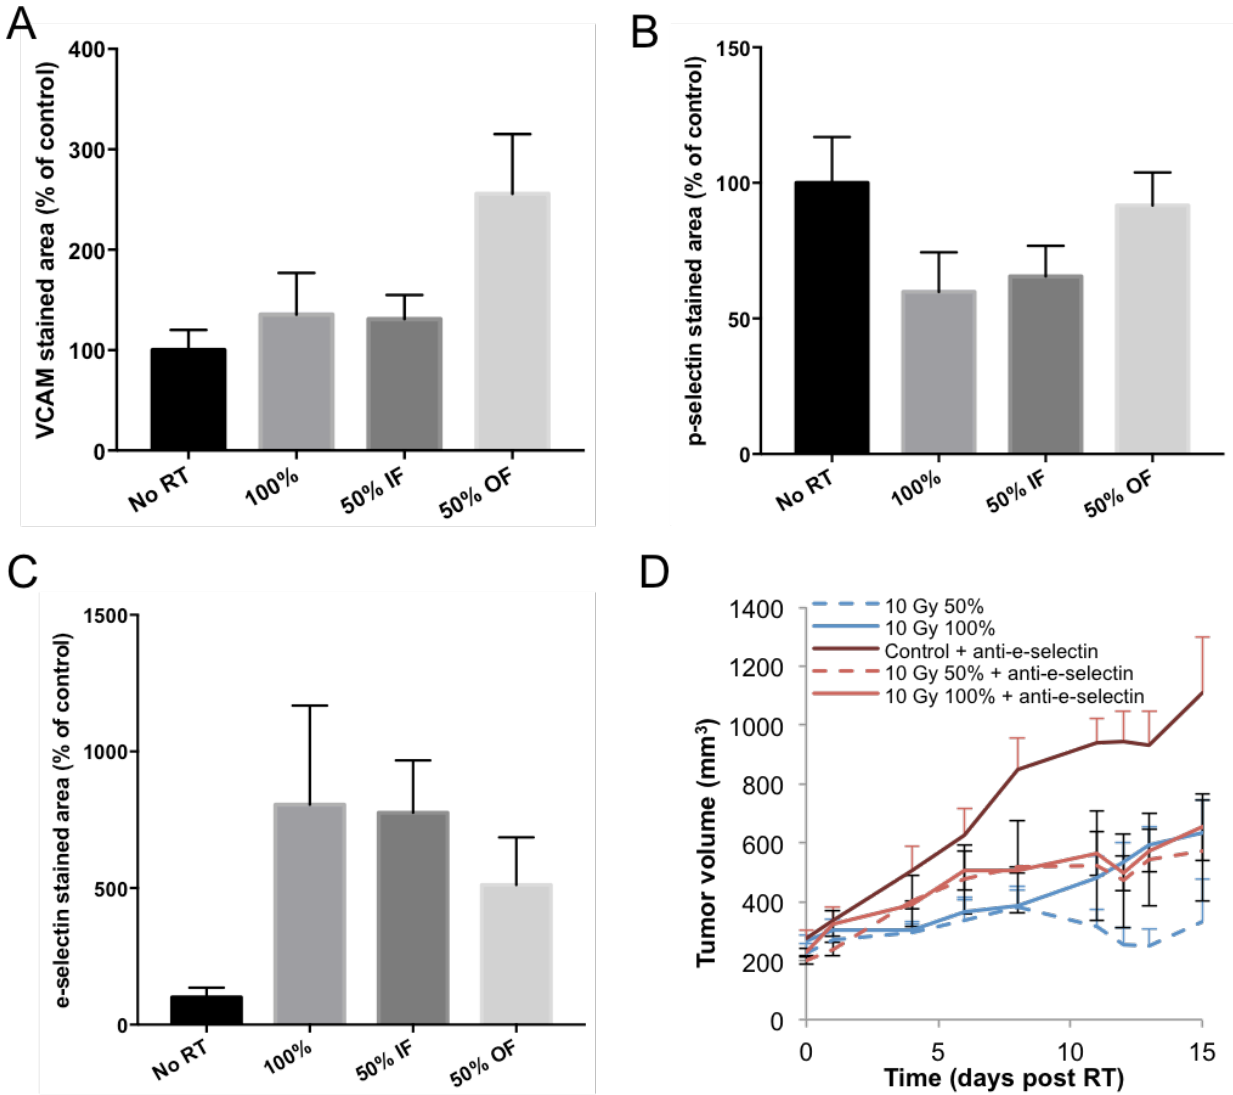 A
VCAM stained area (% of control)
400
300
200
100
0
No RT
100%
50% IF
50% OF
B
p-selectin stained area (% of control)
150
100
50
0
No RT
100%
50% IF
50% OF
C
e-selectin stained area (% of control)
1500
1000
500
0
No RT
100%
50% IF
50% OF
D
Tumor volume (mm³)
1400
1200
1000
800
600
400
200
0
10 Gy 50%
10 Gy 100%
Control + anti-e-selectin
10 Gy 50% + anti-e-selectin
10 Gy 100% + anti-e-selectin
0
5
10
15
Time (days post RT)